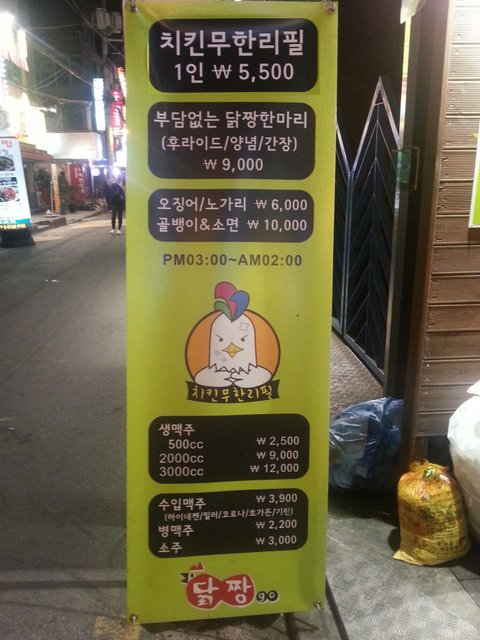 치킨무한리필
1인 ₩ 5,500
부담없는 닭짱한마리
(후라이드/양념/간장)
₩ 9,000
오징어/노가리 ₩ 6,000
골뱅이&소면 ₩ 10,000
PM03:00~AM02:00
치킨무한리필
생맥주
500cc ₩ 2,500
2000cc ₩ 9,000
3000cc ₩ 12,000
수입맥주 ₩ 3,900
(하이네켄/밀러/코로나/호가든/기린)
병맥주 ₩ 2,200
소주 ₩ 3,000
닭짱go